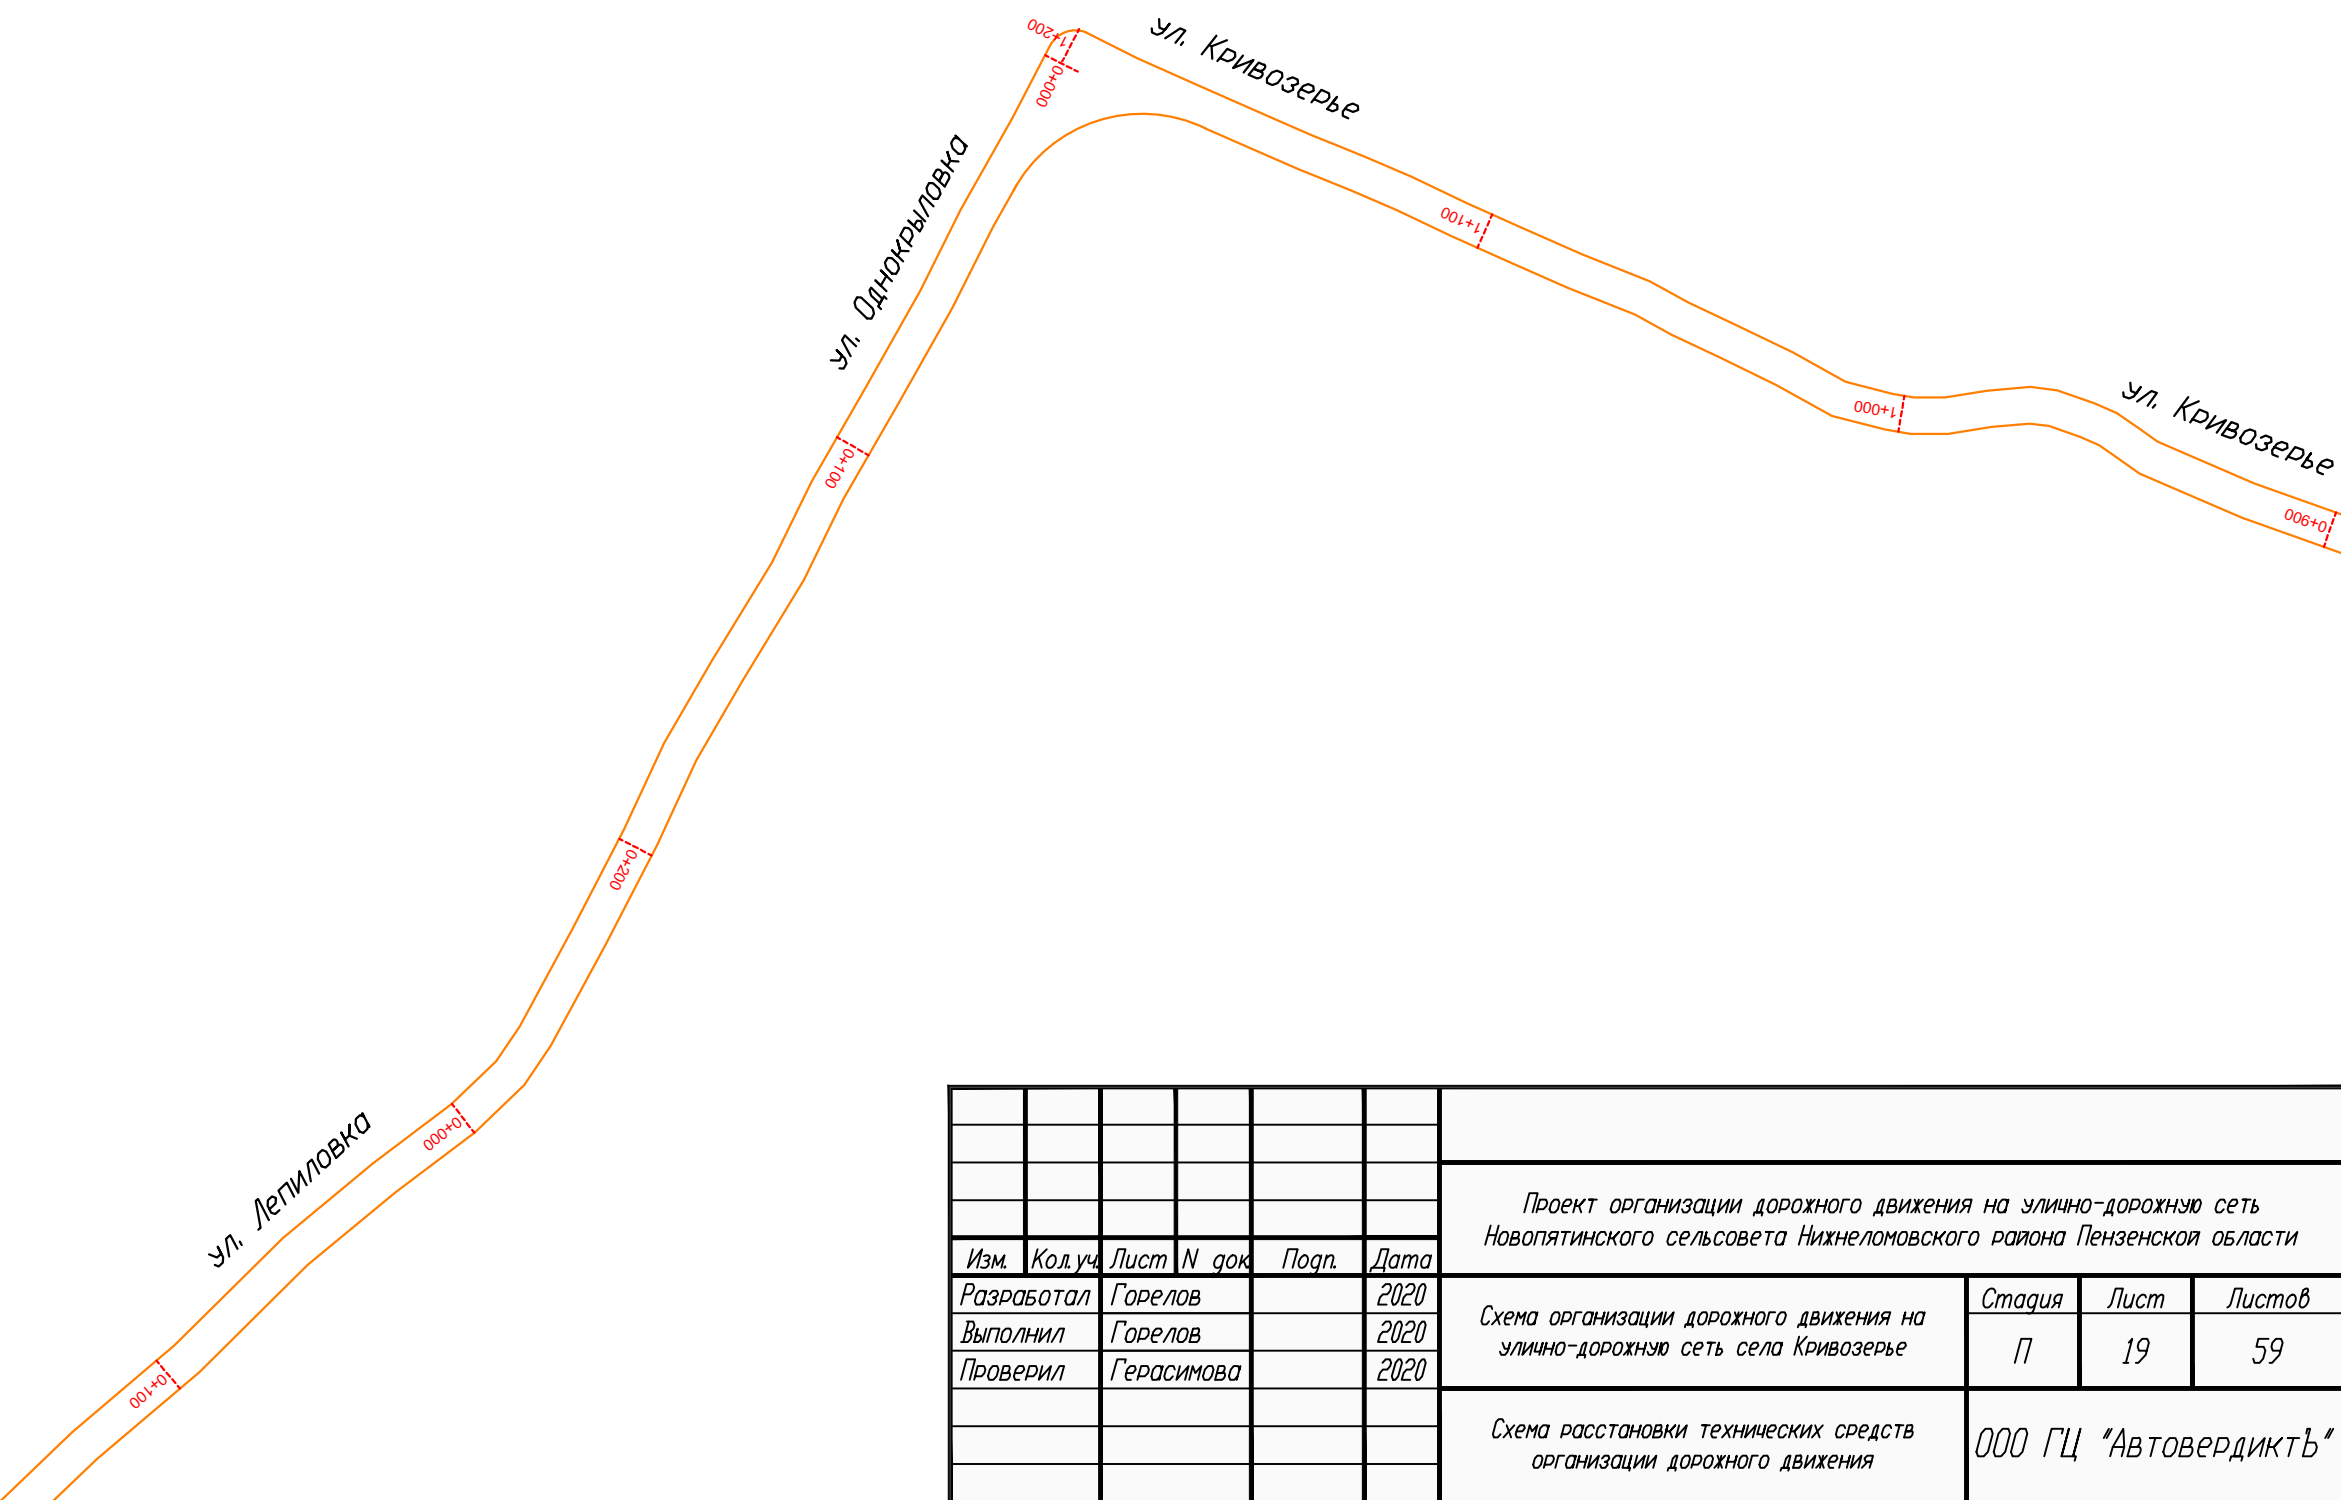 1+200
ул. Кривозерье
0+000
ул. Однокрыловка
1+100
ул. Кривозерье
1+000
0+900
0+100
0+200
ул. Лепиловка
0+000
0+100
Проект организации дорожного движения на улично-дорожную сеть
Новопятинского сельсовета Нижнеломовского района Пензенской области
Изм. Кол.уч. Лист N док Подп. Дата
Разработал Горелов 2020
Выполнил Горелов 2020
Проверил Герасимова 2020
Схема организации дорожного движения на
улично-дорожную сеть села Кривозерье
Стадия Лист Листов
П 19 59
Схема расстановки технических средств
организации дорожного движения
ООО ГЦ "АвтовердиктЪ"